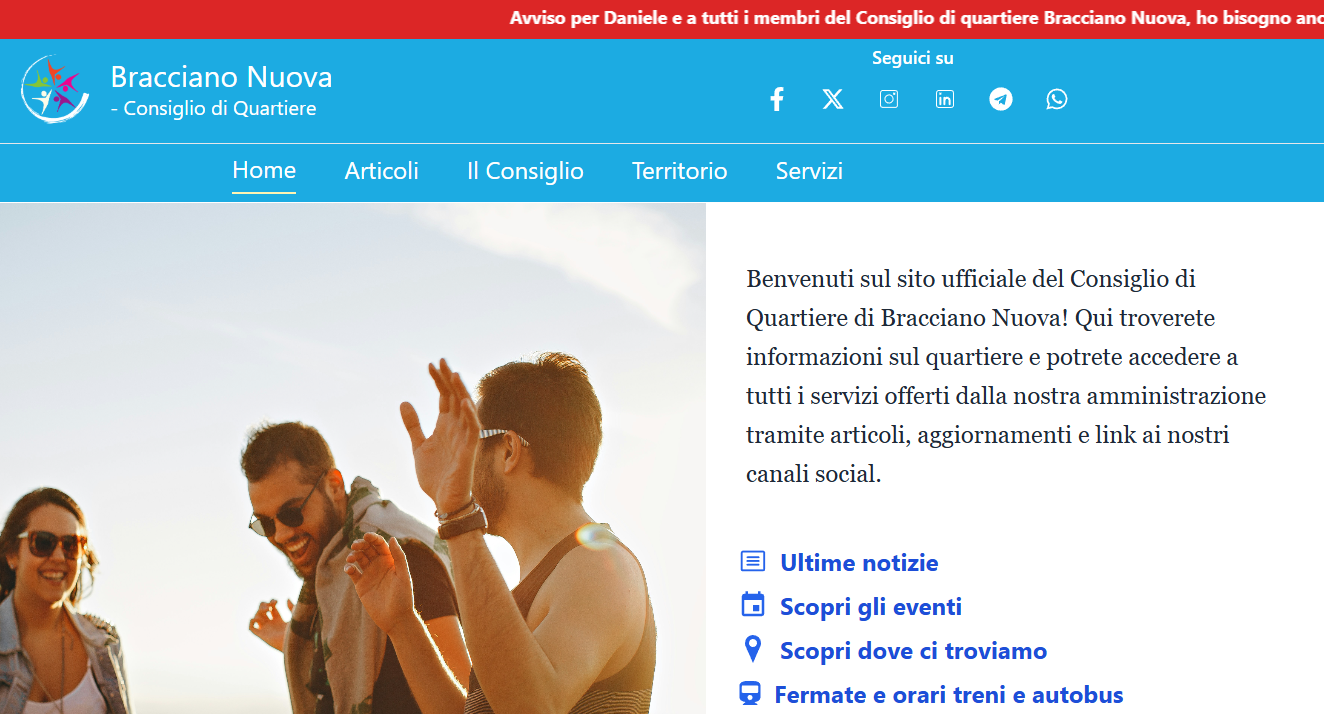 Avviso per Daniele e a tutti i membri del Consiglio di quartiere Bracciano Nuova, ho bisogno
Bracciano Nuova
- Consiglio di Quartiere
Seguici su
Home Articoli Il Consiglio Territorio Servizi
Benvenuti sul sito ufficiale del Consiglio di
Quartiere di Bracciano Nuova! Qui troverete
informazioni sul quartiere e potrete accedere a
tutti i servizi offerti dalla nostra amministrazione
tramite articoli, aggiornamenti e link ai nostri
canali social.
Ultime notizie
Scopri gli eventi
Scopri dove ci troviamo
Fermate e orari treni e autobus